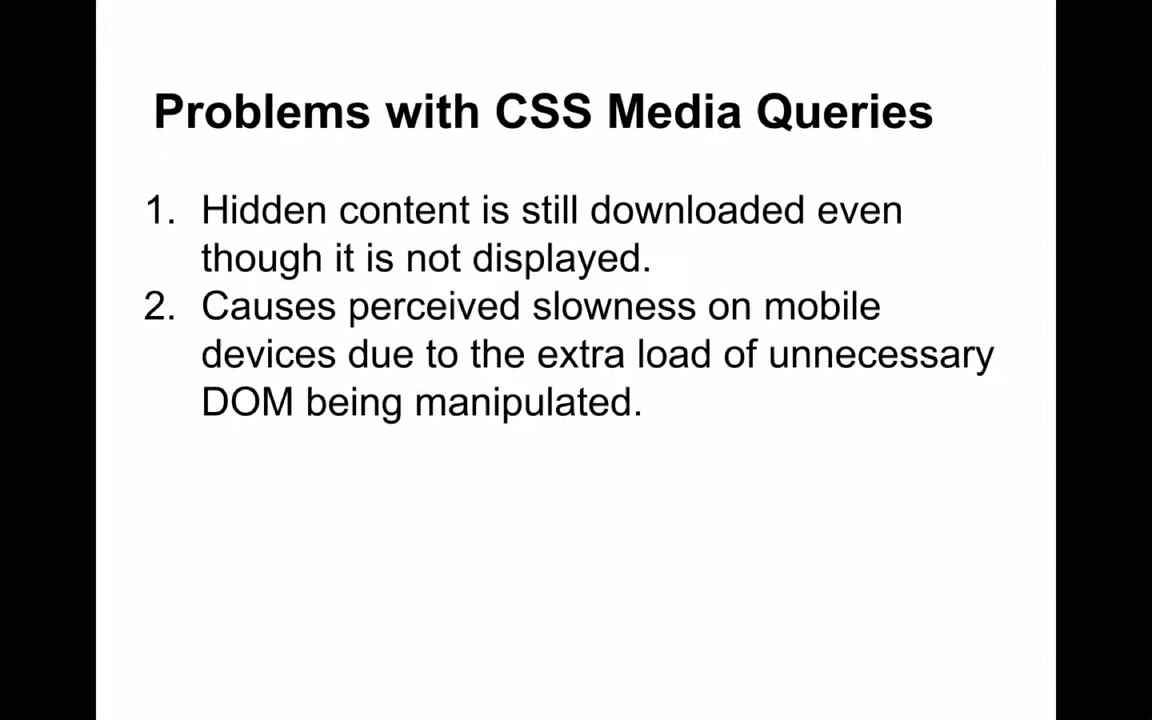 Problems with CSS Media Queries
1. Hidden content is still downloaded even
though it is not displayed.
2. Causes perceived slowness on mobile
devices due to the extra load of unnecessary
DOM being manipulated.